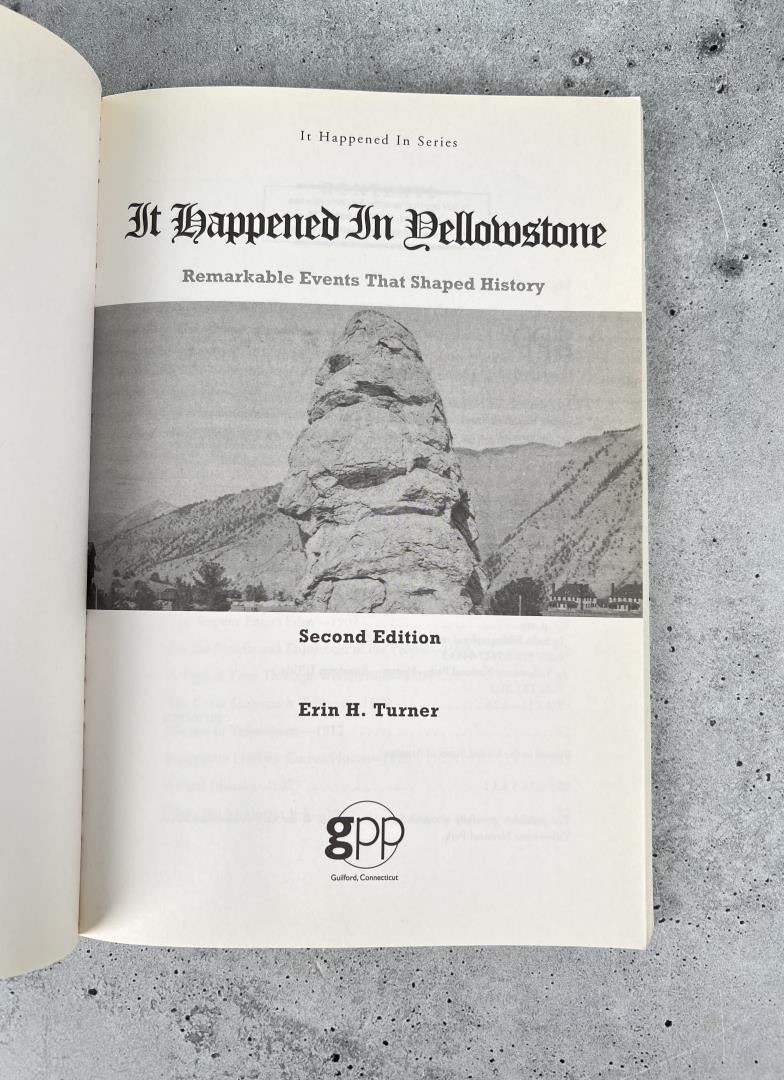 It Happened In Series
It Happened In Yellowstone
Remarkable Events That Shaped History
Second Edition
Erin H. Turner
gpp
Guilford, Connecticut